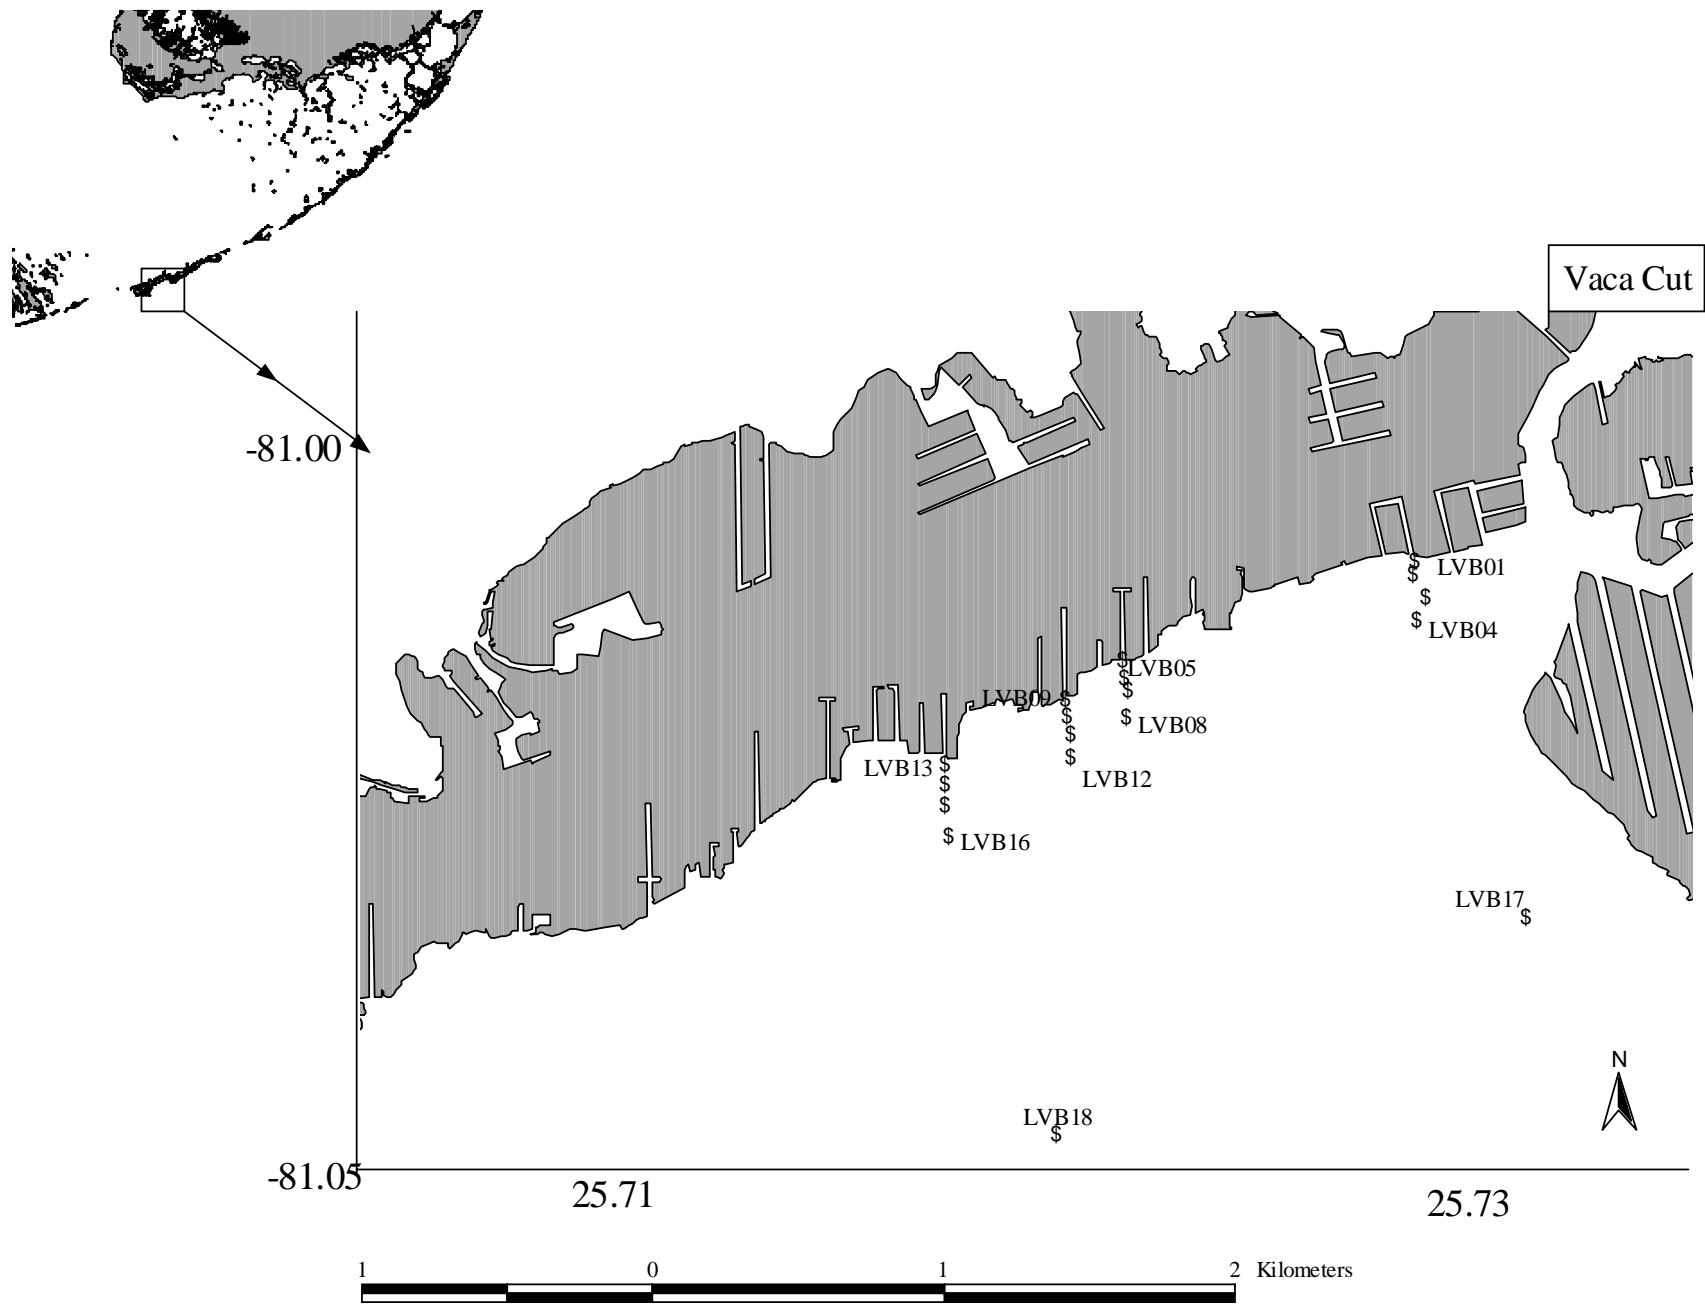 Vaca Cut
-81.00
$
$
LVB01
$
$
LVB04
$
LVB05
$
$
LVB09
$
$
LVB08
$
$
$
LVB12
LVB13
$
$
$
$
LVB16
LVB17
$
N
LVB18
$
-81.05
25.71
25.73
1 0 1 2 Kilometers